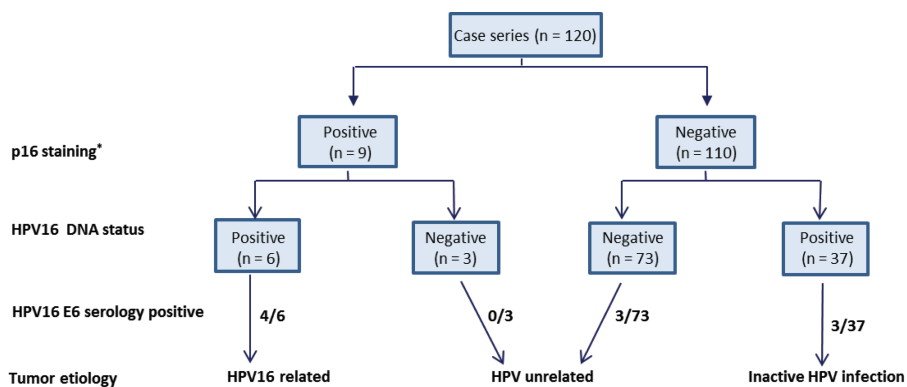 Case series (n = 120)
p16 staining*
Positive
(n = 9)
Negative
(n = 110)
HPV16 DNA status
Positive
(n = 6)
Negative
(n = 3)
Negative
(n = 73)
Positive
(n = 37)
HPV16 E6 serology positive
4/6
0/3
3/73
3/37
Tumor etiology
HPV16 related
HPV unrelated
Inactive HPV infection